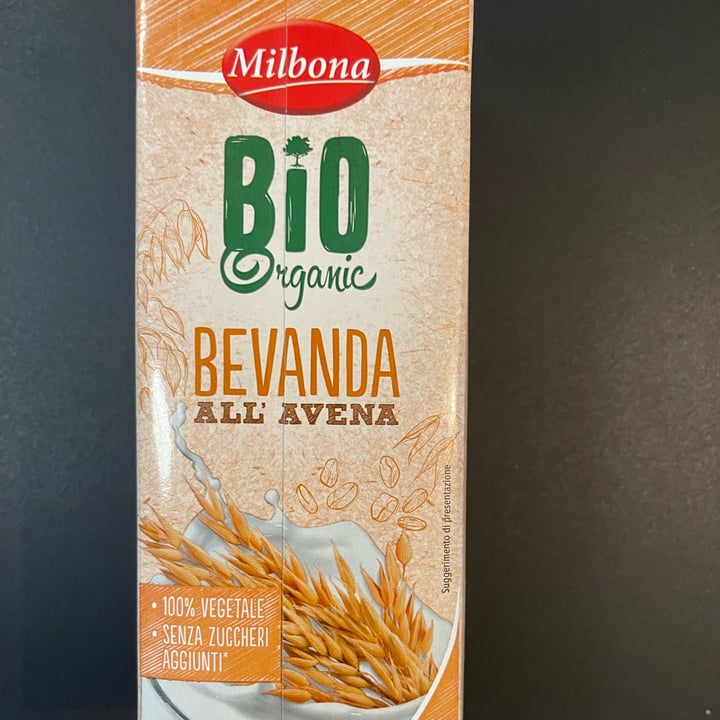 Milbona
BiO
Organic
BEVANDA
ALL' AVENA
Suggerimento di presentazione
• 100% VEGETALE
• SENZA ZUCCHERI
AGGIUNTI*